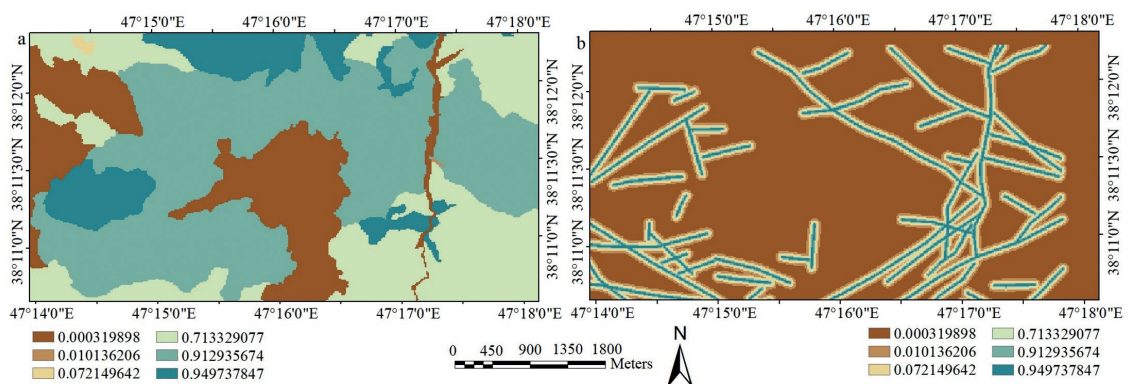 47°15'0"E 47°16'0"E 47°17'0"E 47°18'0"E
a
38°12'0"N
38°11'30"N
38°11'0"N
38°12'0"N
38°11'30"N
38°11'0"N
47°14'0"E 47°15'0"E 47°16'0"E 47°17'0"E
0.000319898 0.713329077
0.010136206 0.912935674
0.072149642 0.949737847
47°15'0"E 47°16'0"E 47°17'0"E 47°18'0"E
b
38°12'0"N
38°11'30"N
38°11'0"N
38°12'0"N
38°11'30"N
38°11'0"N
47°14'0"E 47°15'0"E 47°16'0"E 47°17'0"E
N
0 450 900 1350 1800
Meters
0.000319898 0.713329077
0.010136206 0.912935674
0.072149642 0.949737847